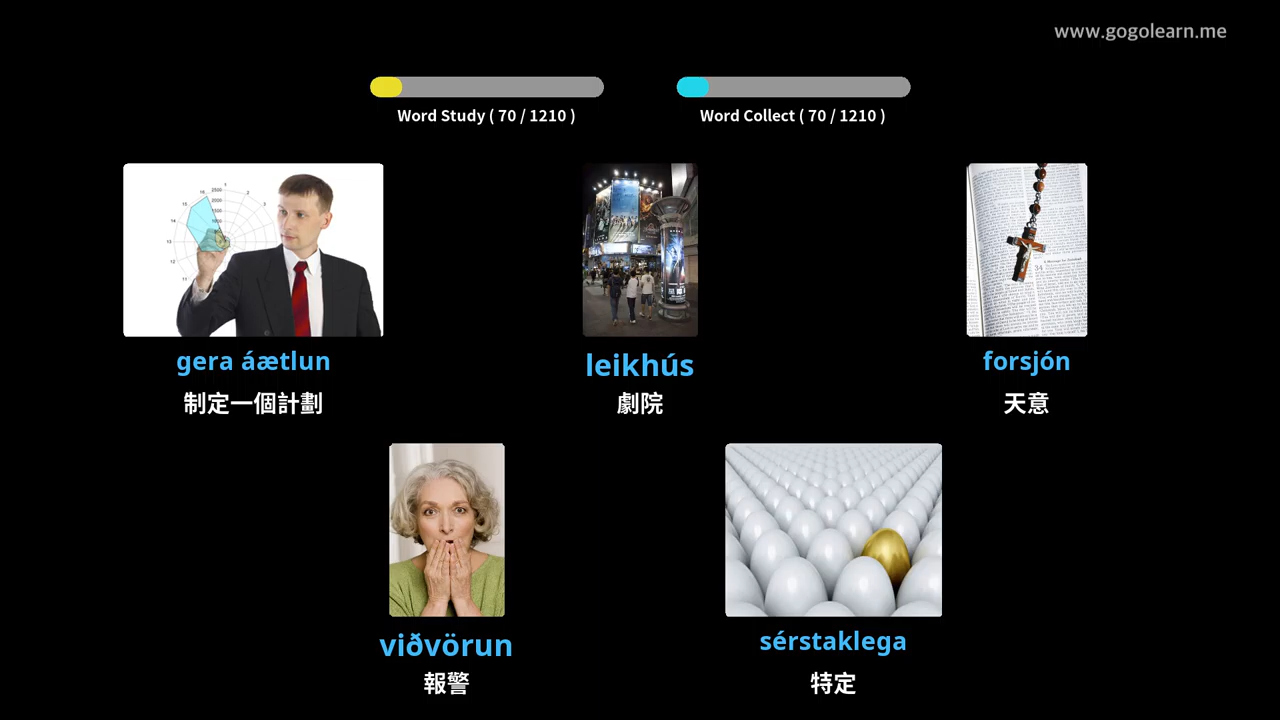 www.gogolearn.me
Word Study ( 70 / 1210 )
Word Collect ( 70 / 1210 )
gera áætlun
leikhús
forsjón
制定一個計劃
劇院
天意
viðvörun
sérstaklega
報警
特定